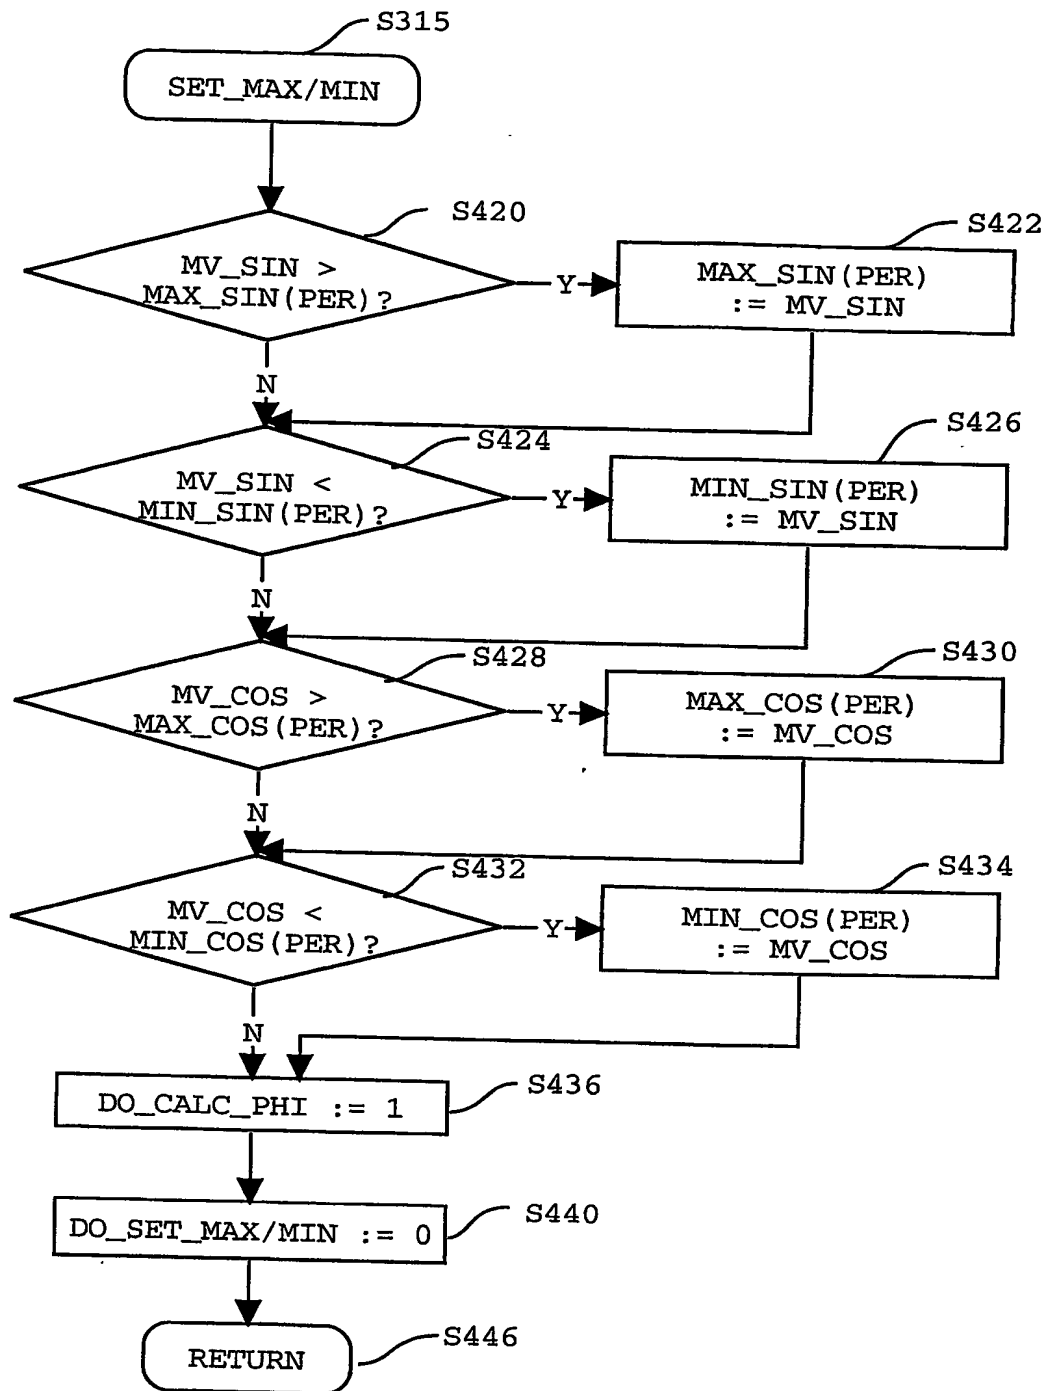 S315
SET_MAX/MIN
S420
MV_SIN >
MAX_SIN(PER)?
Y
S422
MAX_SIN(PER)
:= MV_SIN
N
S424
MV_SIN <
MIN_SIN(PER)?
Y
S426
MIN_SIN(PER)
:= MV_SIN
N
S428
MV_COS >
MAX_COS(PER)?
Y
S430
MAX_COS(PER)
:= MV_COS
N
S432
MV_COS <
MIN_COS(PER)?
Y
S434
MIN_COS(PER)
:= MV_COS
N
S436
DO_CALC_PHI := 1
S440
DO_SET_MAX/MIN := 0
S446
RETURN